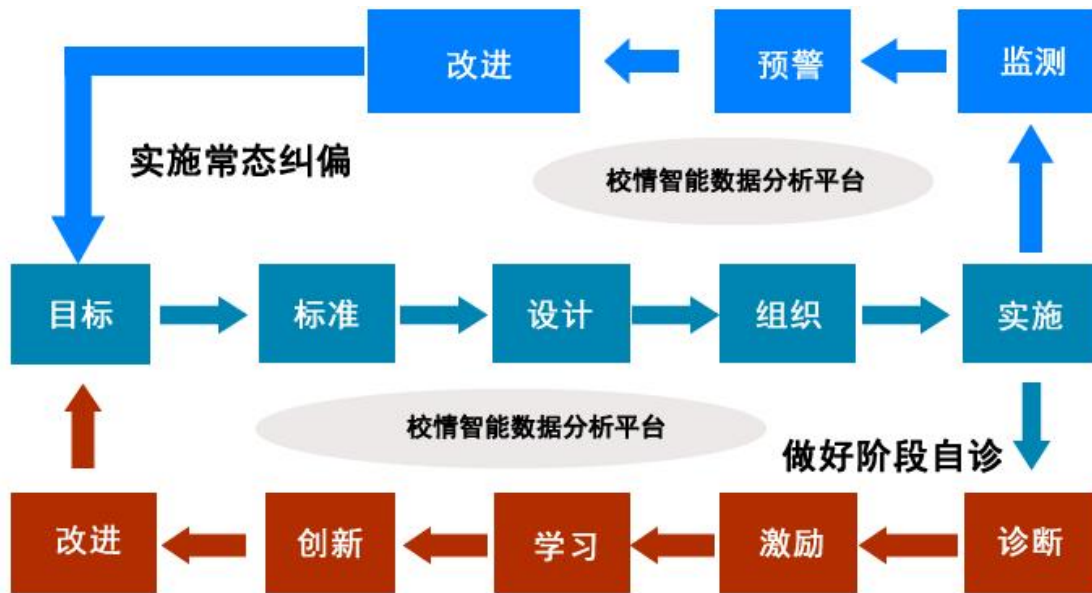 改进
预警
监测
实施常态纠偏
校情智能数据分析平台
目标
标准
设计
组织
实施
校情智能数据分析平台
做好阶段自诊
改进
创新
学习
激励
诊断